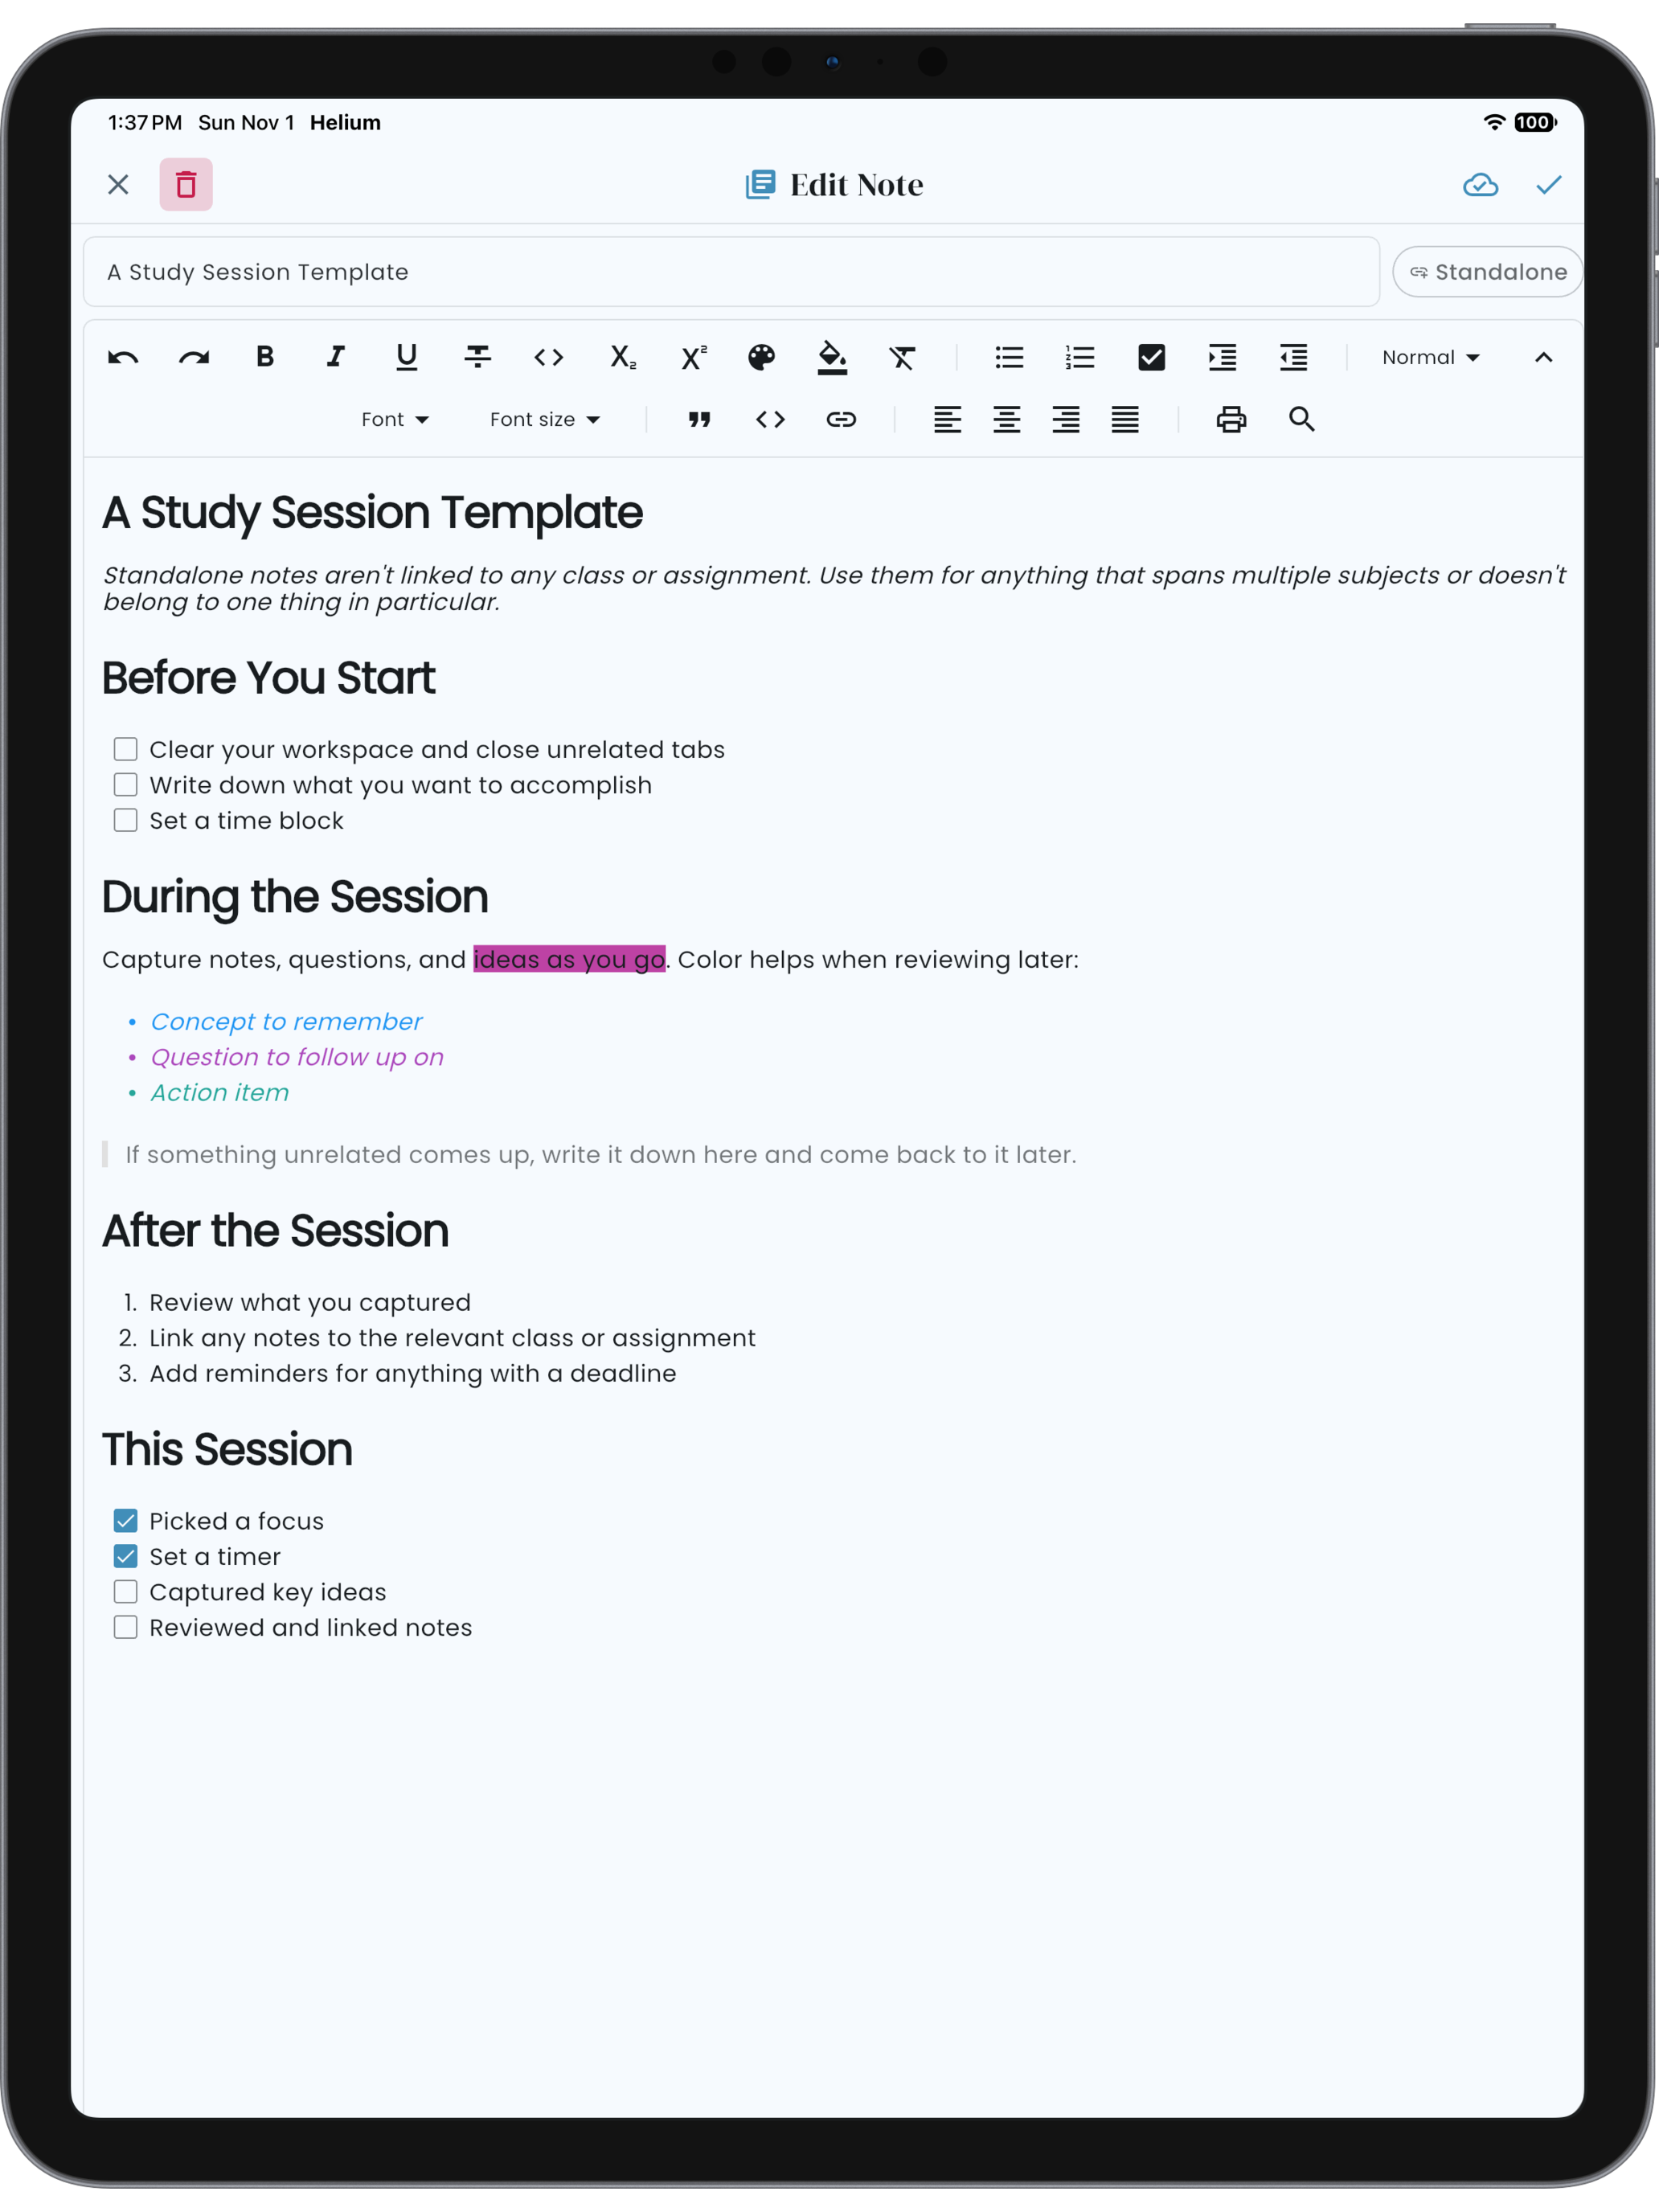 1:37 PM Sun Nov 1 Helium 100
Edit Note
A Study Session Template
Standalone
B I U T X₂ X²
Normal
Font Font size
A Study Session Template
Standalone notes aren't linked to any class or assignment. Use them for anything that spans multiple subjects or doesn't
belong to one thing in particular.
Before You Start
Clear your workspace and close unrelated tabs
Write down what you want to accomplish
Set a time block
During the Session
Capture notes, questions, and ideas as you go. Color helps when reviewing later:
• Concept to remember
• Question to follow up on
• Action item
If something unrelated comes up, write it down here and come back to it later.
After the Session
1. Review what you captured
2. Link any notes to the relevant class or assignment
3. Add reminders for anything with a deadline
This Session
Picked a focus
Set a timer
Captured key ideas
Reviewed and linked notes